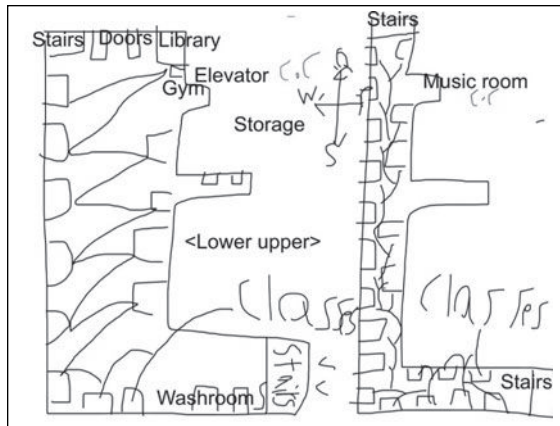 Stairs
Doors
Library
Stairs
Elevator
Gym
Music room
W
S
Storage
<Lower upper>
Classes
Classes
Stairs
Washroom
Stairs